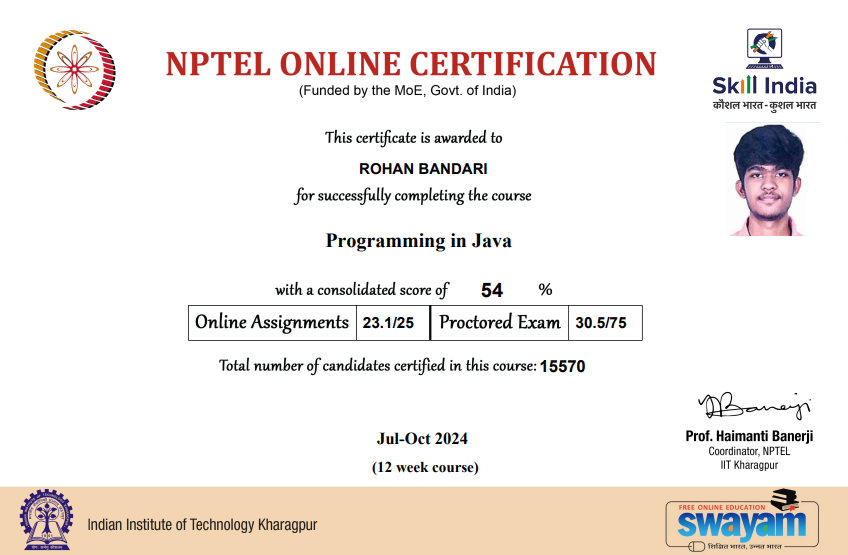 NPTEL ONLINE CERTIFICATION
(Funded by the MoE, Govt. of India)
Skill India
कौशल भारत - कुशल भारत
This certificate is awarded to
ROHAN BANDARI
for successfully completing the course
Programming in Java
with a consolidated score of 54 %
Online Assignments 23.1/25 Proctored Exam 30.5/75
Total number of candidates certified in this course: 15570
Jul-Oct 2024
(12 week course)
Prof. Haimanti Banerji
Coordinator, NPTEL
IIT Kharagpur
Indian Institute of Technology Kharagpur
FREE ONLINE EDUCATION
swayam
शिक्षित भारत, उन्नत भारत